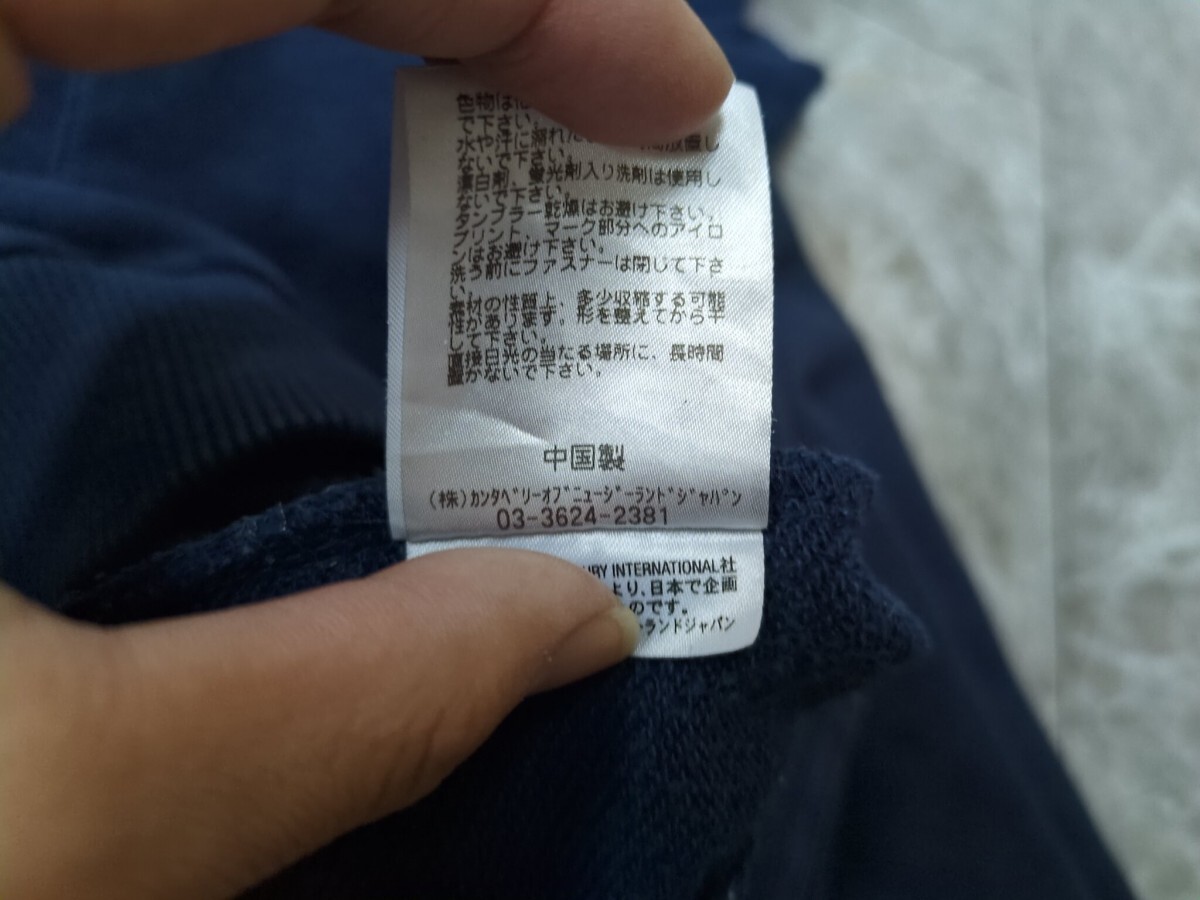 色物は
で下さい。
水や汗に濡れた 放置し
ないで下さい。
漂白剤、蛍光剤入り洗剤は使用し
ないで下さい。
タンブラー乾燥はお避け下さい。
プリント、マーク部分へのアイロ
ンはお避け下さい。
洗う前にファスナーは閉じて下さ
い。
素材の性質上、多少収縮する可能
性があります。形を整えてから干
して下さい。
直接日光の当たる場所に、長時間
置かないで下さい。
中国製
(株)カンタベリーオブニュージーランドジャパン
03-3624-2381
URY INTERNATIONAL社
より、日本で企画
のです。
ーランドジャパン